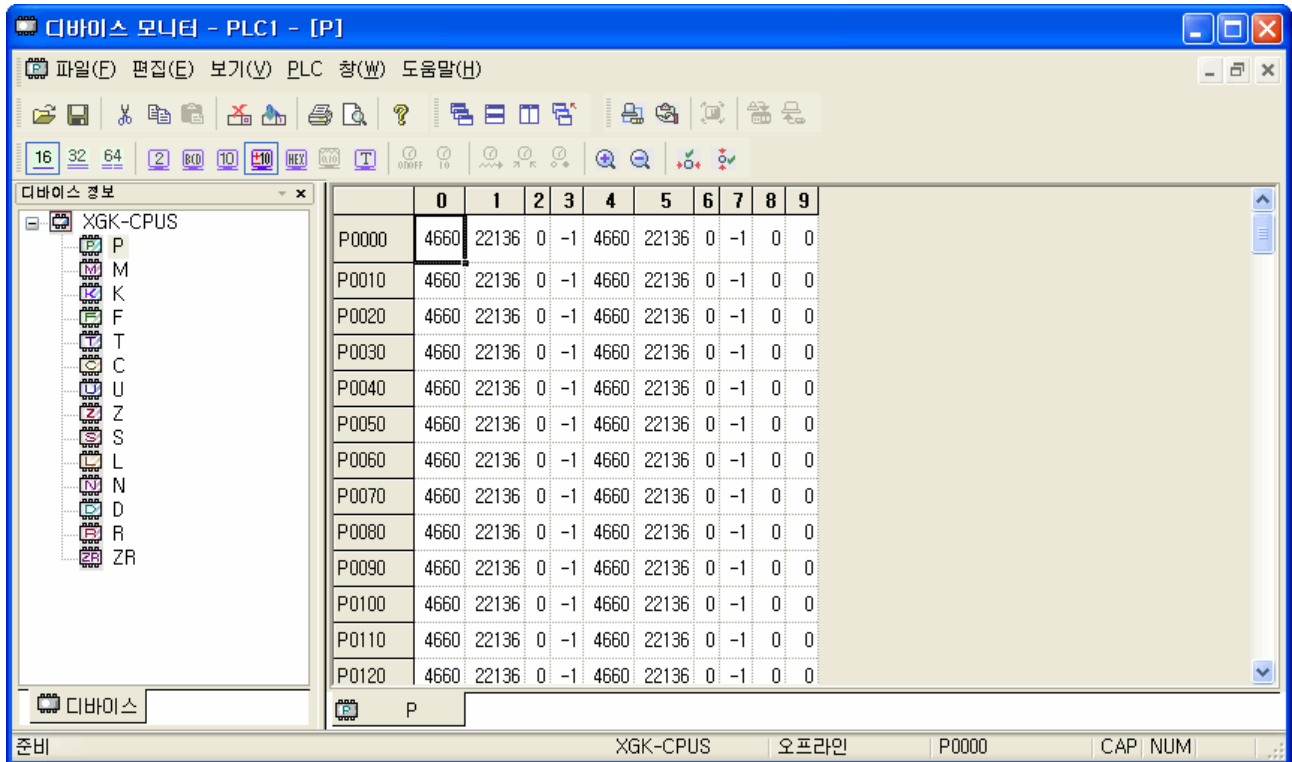 디바이스 모니터 - PLC1 - [P]
파일(F) 편집(E) 보기(V) PLC 창(W) 도움말(H)
16 32 64 2 BCD 10 ±10 HEX T
디바이스 정보
XGK-CPUS
P
M
K
F
T
C
U
Z
S
L
N
D
R
ZR
디바이스
0 1 2 3 4 5 6 7 8 9
P0000 4660 22136 0 -1 4660 22136 0 -1 0 0
P0010 4660 22136 0 -1 4660 22136 0 -1 0 0
P0020 4660 22136 0 -1 4660 22136 0 -1 0 0
P0030 4660 22136 0 -1 4660 22136 0 -1 0 0
P0040 4660 22136 0 -1 4660 22136 0 -1 0 0
P0050 4660 22136 0 -1 4660 22136 0 -1 0 0
P0060 4660 22136 0 -1 4660 22136 0 -1 0 0
P0070 4660 22136 0 -1 4660 22136 0 -1 0 0
P0080 4660 22136 0 -1 4660 22136 0 -1 0 0
P0090 4660 22136 0 -1 4660 22136 0 -1 0 0
P0100 4660 22136 0 -1 4660 22136 0 -1 0 0
P0110 4660 22136 0 -1 4660 22136 0 -1 0 0
P0120 4660 22136 0 -1 4660 22136 0 -1 0 0
P
준비 XGK-CPUS 오프라인 P0000 CAP NUM